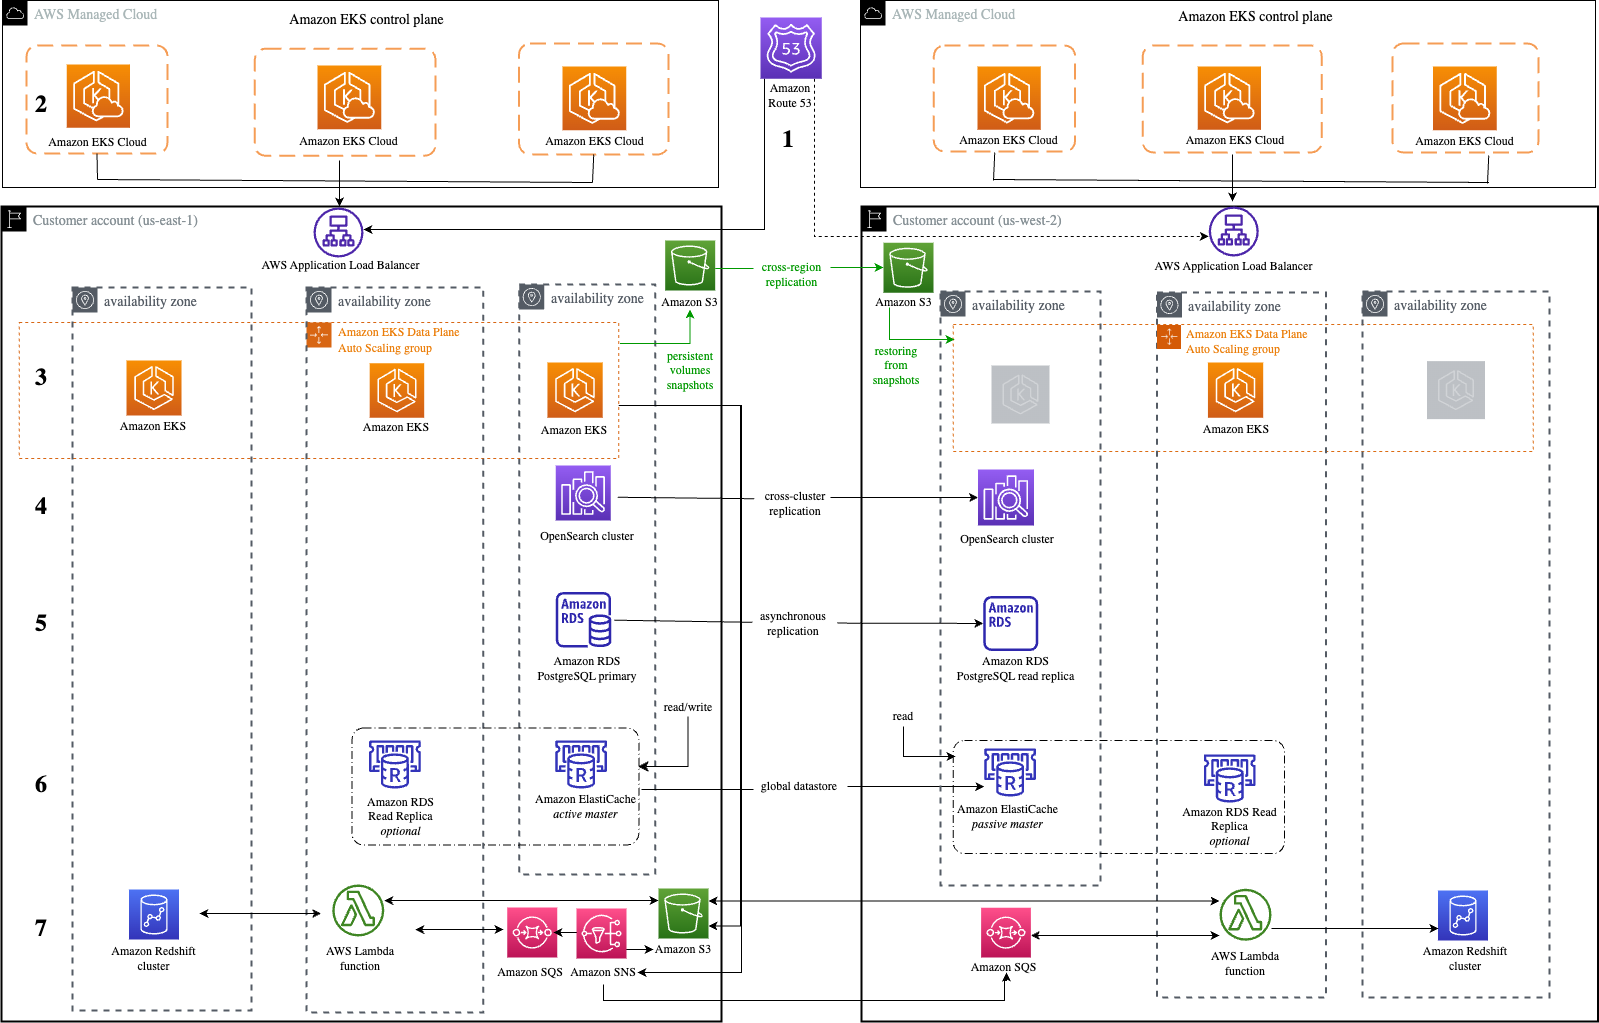 AWS Managed Cloud
Amazon EKS control plane
2
Amazon EKS Cloud
Amazon EKS Cloud
Amazon EKS Cloud
53
Amazon
Route 53
1
AWS Managed Cloud
Amazon EKS control plane
Amazon EKS Cloud
Amazon EKS Cloud
Amazon EKS Cloud
Customer account (us-east-1)
AWS Application Load Balancer
Customer account (us-west-2)
AWS Application Load Balancer
Amazon S3
cross-region
replication
Amazon S3
availability zone
availability zone
availability zone
availability zone
availability zone
availability zone
Amazon EKS Data Plane
Auto Scaling group
persistent
volumes
snapshots
restoring
from
snapshots
Amazon EKS Data Plane
Auto Scaling group
3
K
Amazon EKS
K
Amazon EKS
K
Amazon EKS
K
Amazon EKS
4
OpenSearch cluster
cross-cluster
replication
OpenSearch cluster
5
Amazon
RDS
Amazon RDS
PostgreSQL primary
asynchronous
replication
Amazon
RDS
Amazon RDS
PostgreSQL read replica
read/write
read
6
R
Amazon RDS
Read Replica
optional
R
Amazon ElastiCache
active master
global datastore
R
Amazon ElastiCache
passive master
R
Amazon RDS Read
Replica
optional
7
Amazon Redshift
cluster
AWS Lambda
function
Amazon SQS
Amazon SNS
Amazon S3
Amazon SQS
AWS Lambda
function
Amazon Redshift
cluster